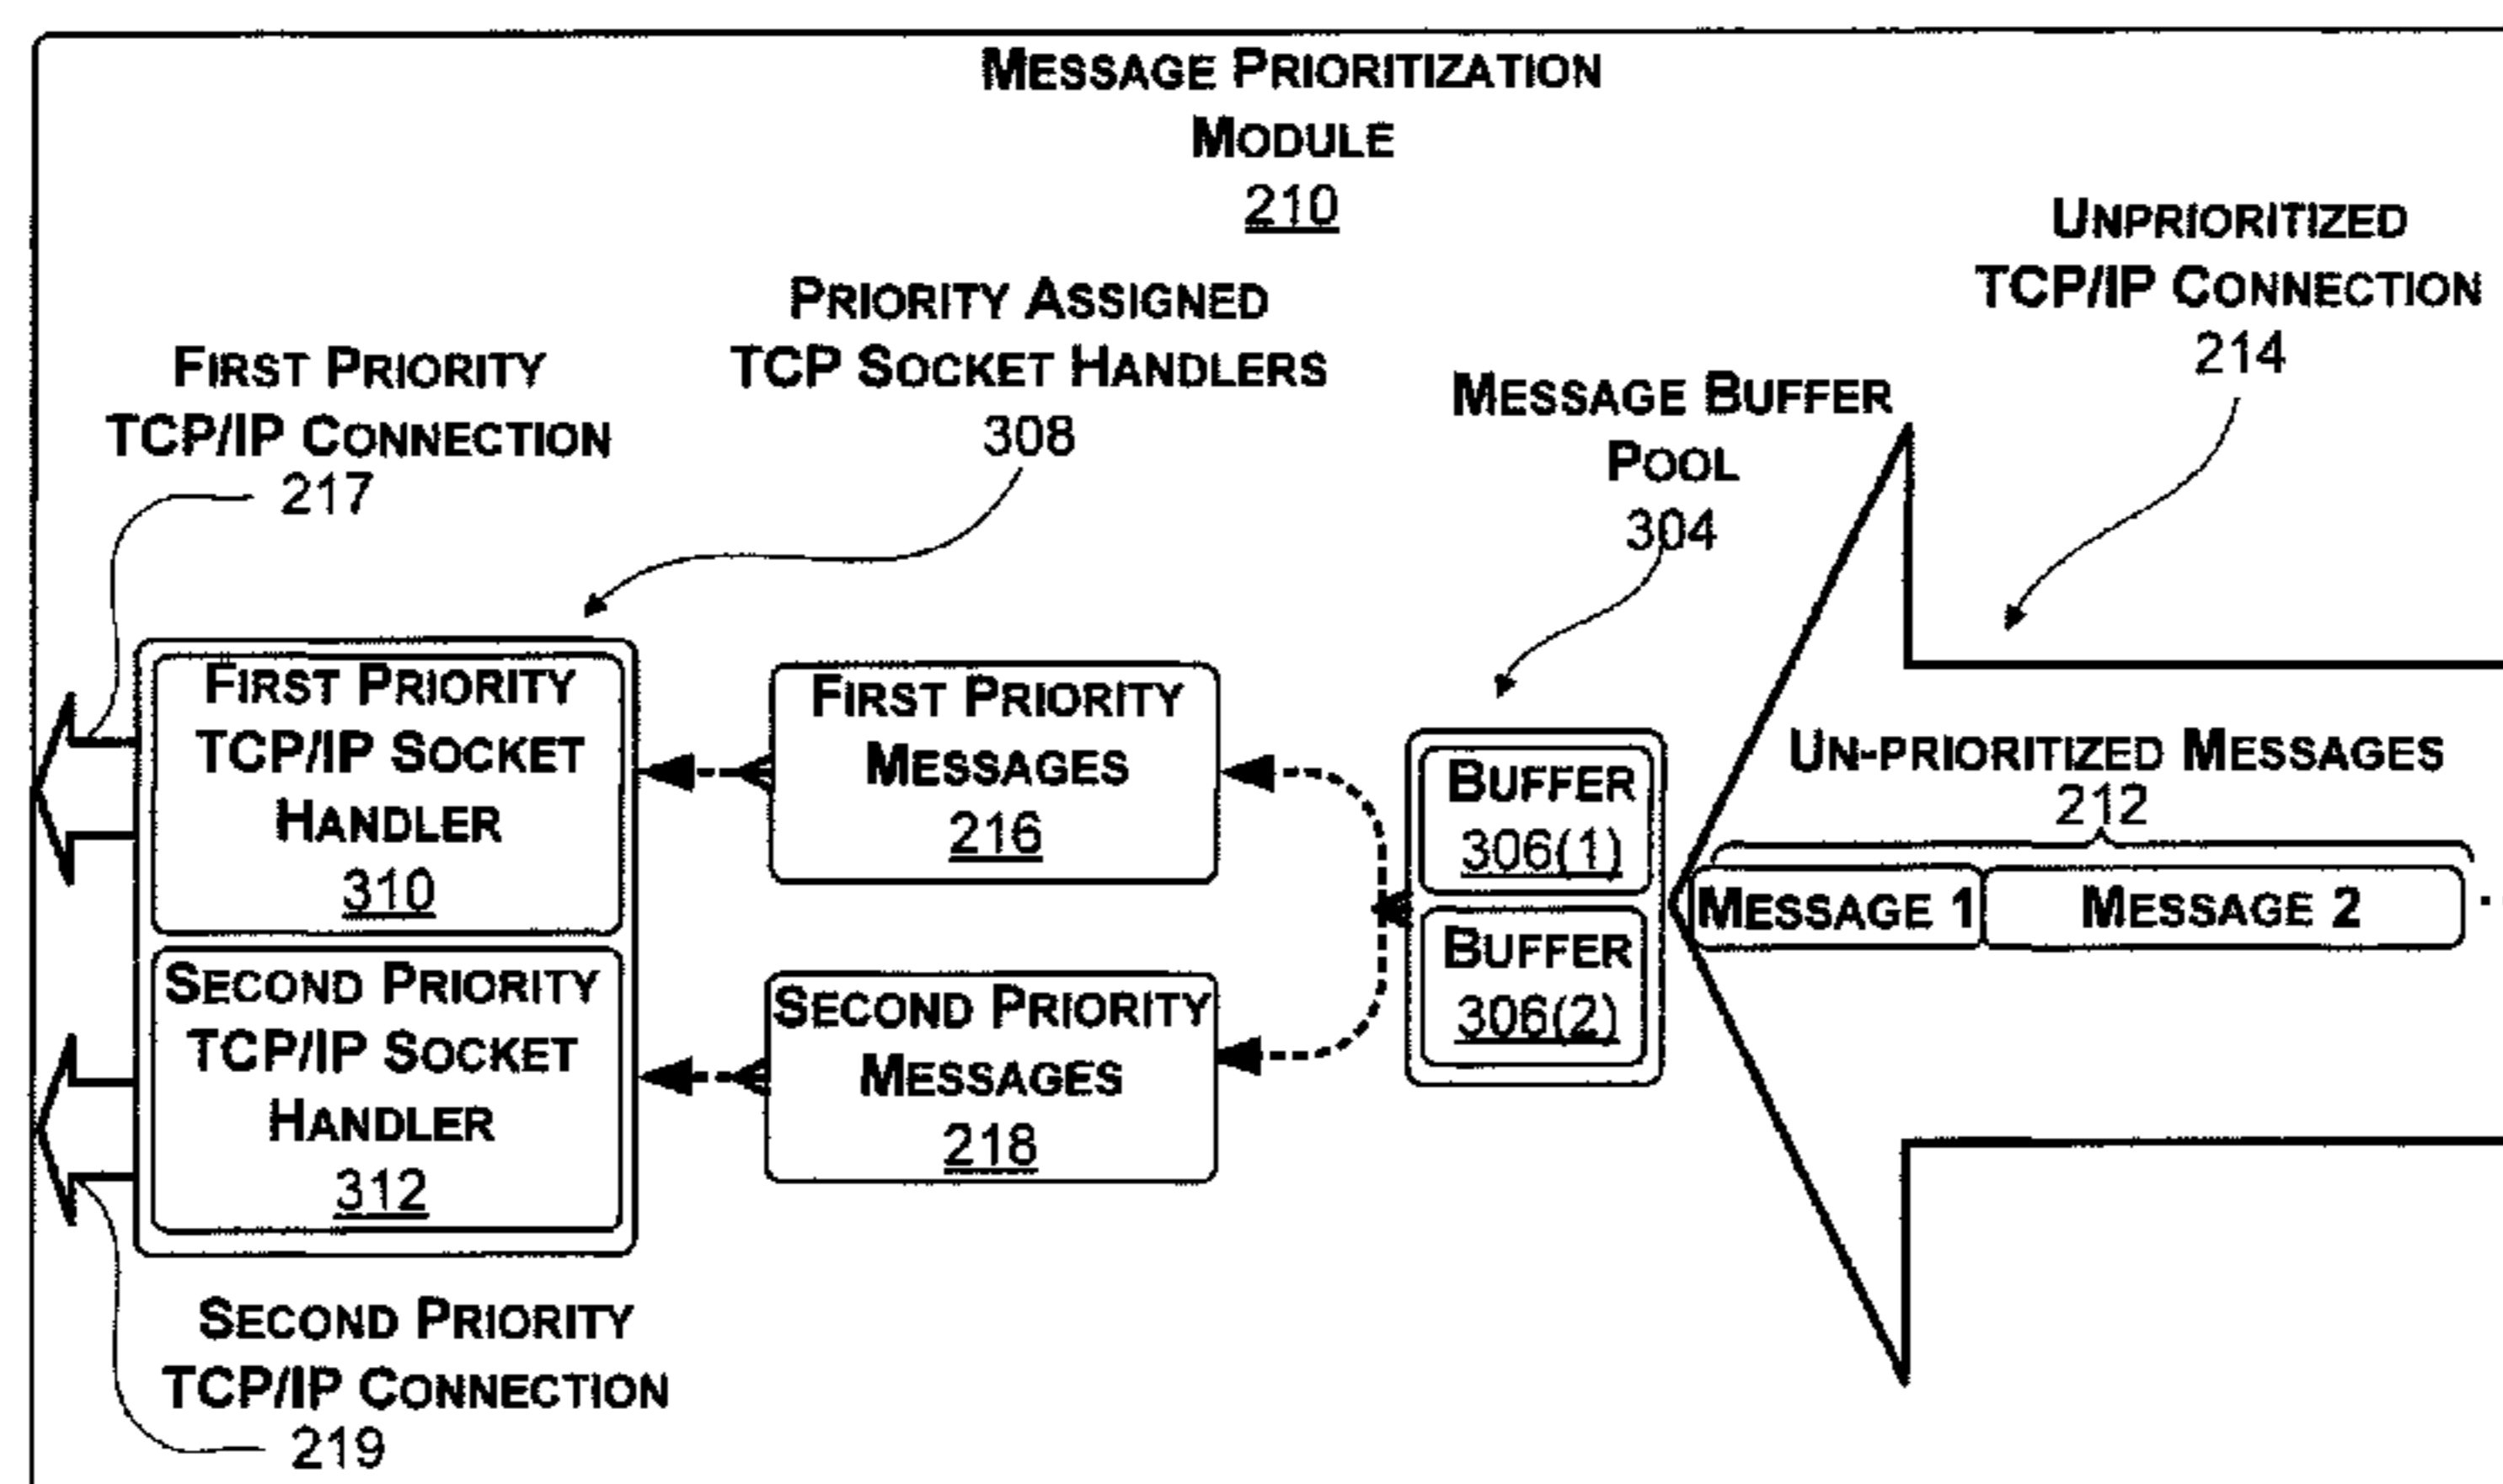 MESSAGE PRIORITIZATION
MODULE
210
UNPRIORITIZED
TCP/IP CONNECTION
214
PRIORITY ASSIGNED
TCP SOCKET HANDLERS
308
FIRST PRIORITY
TCP/IP CONNECTION
217
MESSAGE BUFFER
POOL
304
FIRST PRIORITY
TCP/IP SOCKET
HANDLER
310
FIRST PRIORITY
MESSAGES
216
BUFFER
306(1)
UN-PRIORITIZED MESSAGES
212
MESSAGE 1
MESSAGE 2
BUFFER
306(2)
SECOND PRIORITY
TCP/IP SOCKET
HANDLER
312
SECOND PRIORITY
MESSAGES
218
SECOND PRIORITY
TCP/IP CONNECTION
219